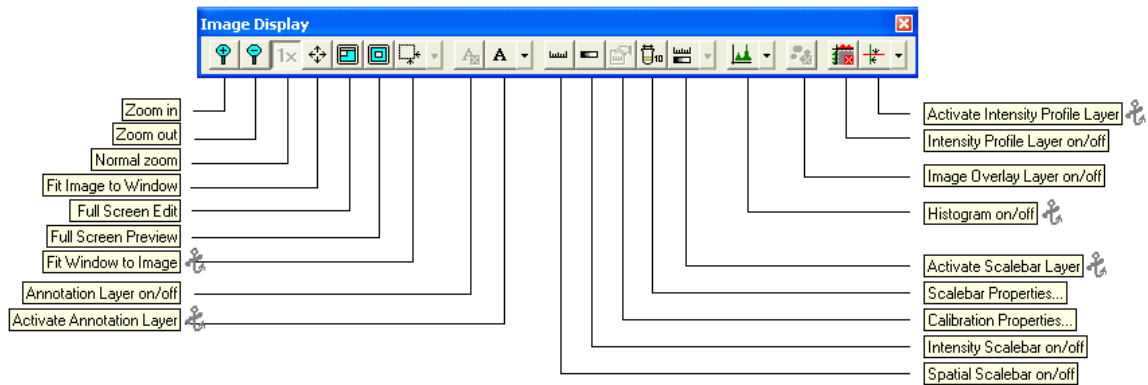 Image Display
1x
A
A
10
Zoom in
Zoom out
Normal zoom
Fit Image to Window
Full Screen Edit
Full Screen Preview
Fit Window to Image
Annotation Layer on/off
Activate Annotation Layer
Activate Intensity Profile Layer
Intensity Profile Layer on/off
Image Overlay Layer on/off
Histogram on/off
Activate Scalebar Layer
Scalebar Properties...
Calibration Properties...
Intensity Scalebar on/off
Spatial Scalebar on/off